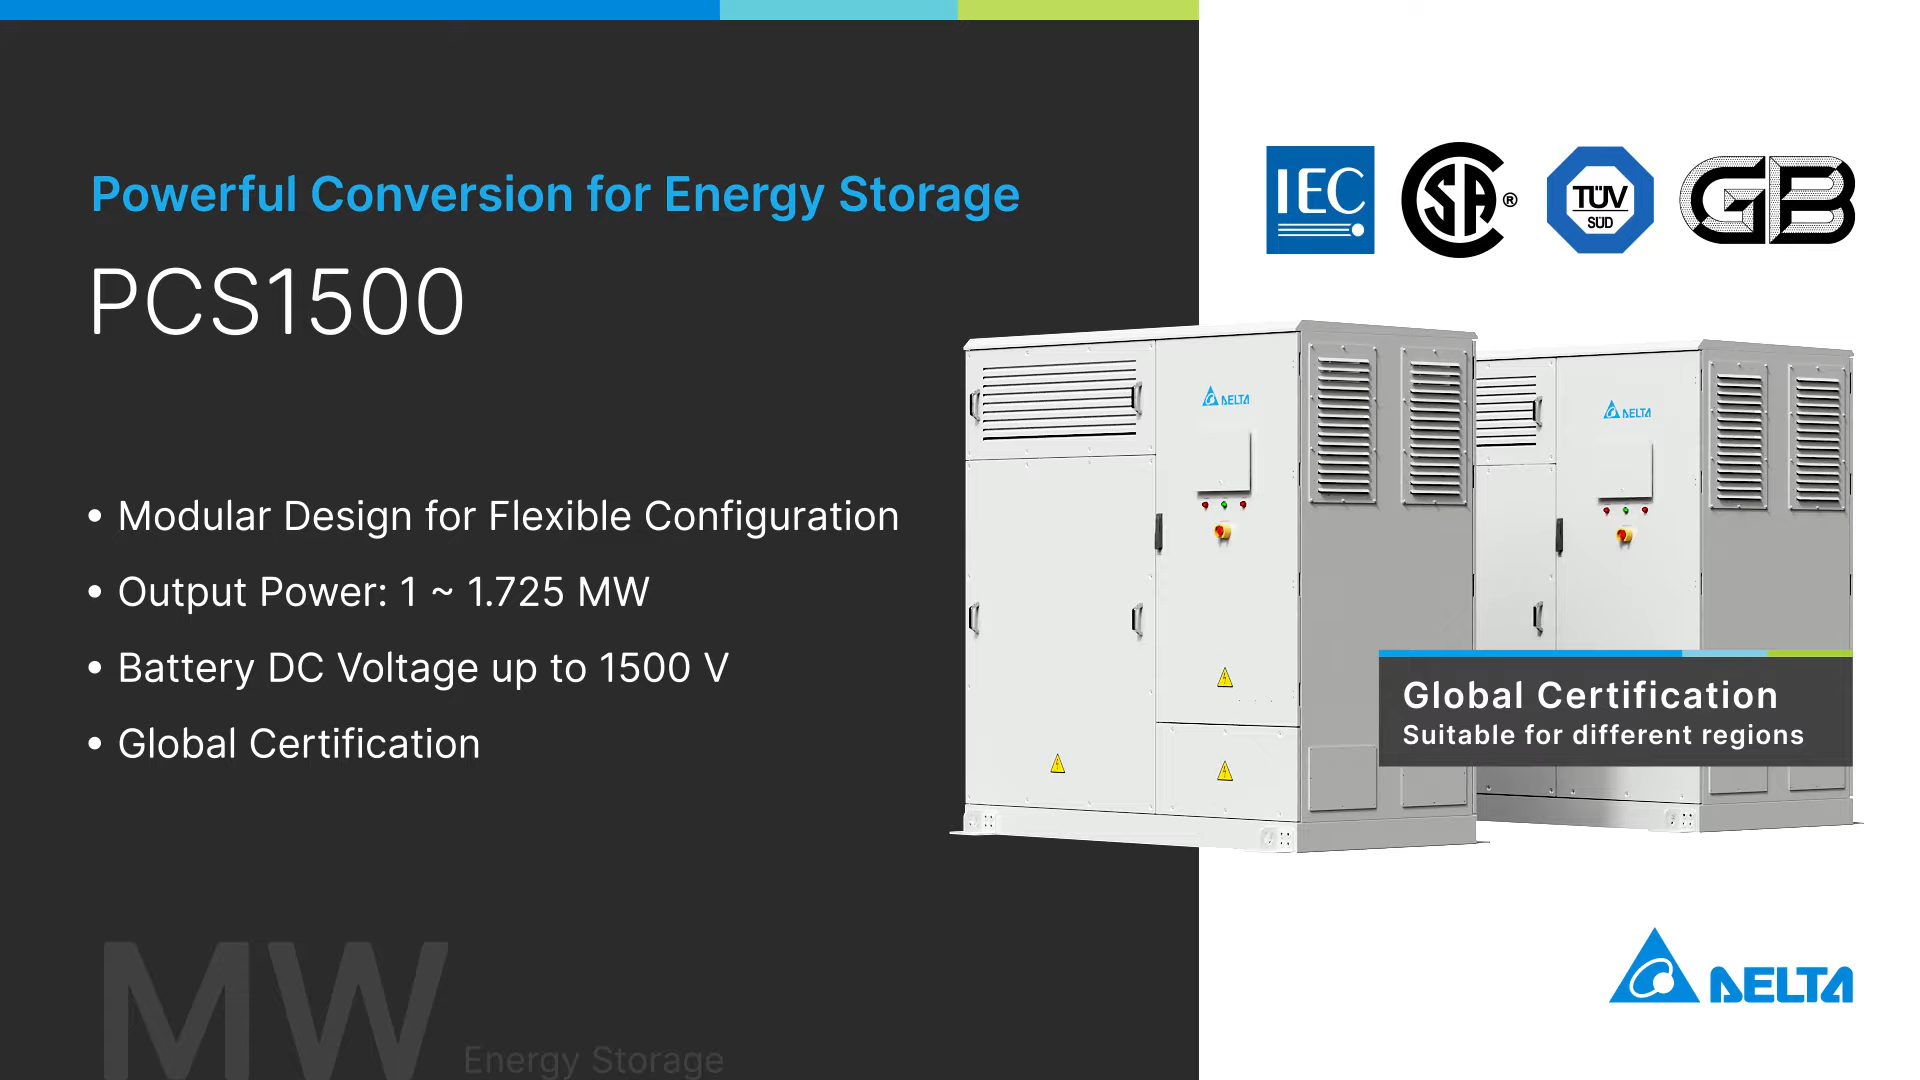 Powerful Conversion for Energy Storage
PCS1500
• Modular Design for Flexible Configuration
• Output Power: 1 ~ 1.725 MW
• Battery DC Voltage up to 1500 V
• Global Certification
MW Energy Storage
IEC
CSA®
TÜV
SÜD
GB
DELTA
DELTA
Global Certification
Suitable for different regions
DELTA